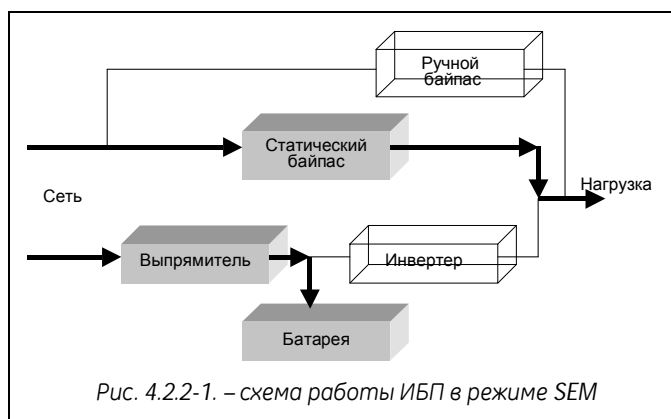 Ручной
байпас
Статический
байпас
Сеть
Нагрузка
Выпрямитель
Инвертер
Батарея
Рис. 4.2.2-1. – схема работы ИБП в режиме SEM